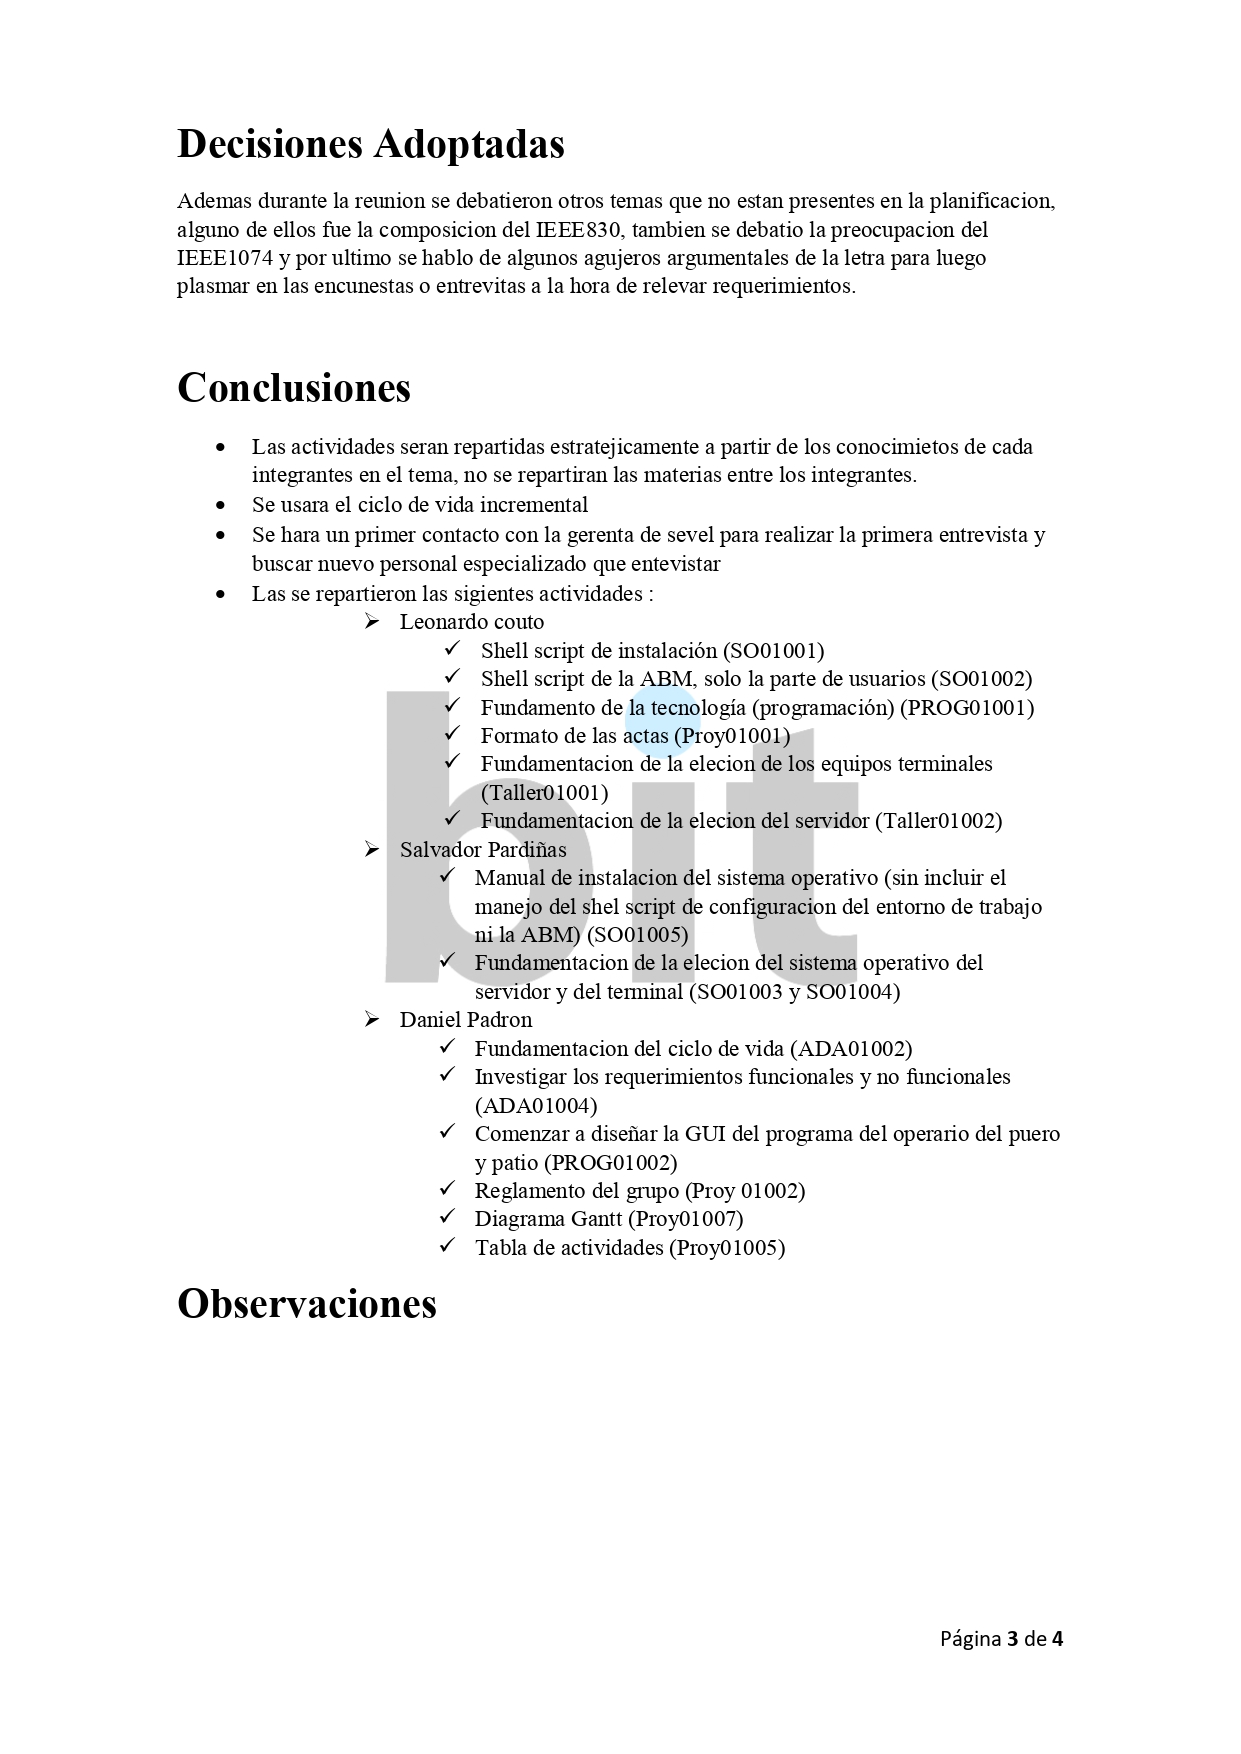 Decisiones Adoptadas
Ademas durante la reunion se debatieron otros temas que no estan presentes en la planificacion,
alguno de ellos fue la composicion del IEEE830, tambien se debatio la preocupacion del
IEEE1074 y por ultimo se hablo de algunos agujeros argumentales de la letra para luego
plasmar en las encunestas o entrevitas a la hora de relevar requerimientos.
Conclusiones
• Las actividades seran repartidas estratejicamente a partir de los conocimietos de cada
integrantes en el tema, no se repartiran las materias entre los integrantes.
• Se usara el ciclo de vida incremental
• Se hara un primer contacto con la gerenta de sevel para realizar la primera entrevista y
buscar nuevo personal especializado que entevistar
• Las se repartieron las sigientes actividades :
➢ Leonardo couto
✓ Shell script de instalación (SO01001)
✓ Shell script de la ABM, solo la parte de usuarios (SO01002)
✓ Fundamento de la tecnología (programación) (PROG01001)
✓ Formato de las actas (Proy01001)
✓ Fundamentacion de la elecion de los equipos terminales
(Taller01001)
✓ Fundamentacion de la elecion del servidor (Taller01002)
➢ Salvador Pardiñas
✓ Manual de instalacion del sistema operativo (sin incluir el
manejo del shel script de configuracion del entorno de trabajo
ni la ABM) (SO01005)
✓ Fundamentacion de la elecion del sistema operativo del
servidor y del terminal (SO01003 y SO01004)
➢ Daniel Padron
✓ Fundamentacion del ciclo de vida (ADA01002)
✓ Investigar los requerimientos funcionales y no funcionales
(ADA01004)
✓ Comenzar a diseñar la GUI del programa del operario del puero
y patio (PROG01002)
✓ Reglamento del grupo (Proy 01002)
✓ Diagrama Gantt (Proy01007)
✓ Tabla de actividades (Proy01005)
bit
Observaciones
Página 3 de 4